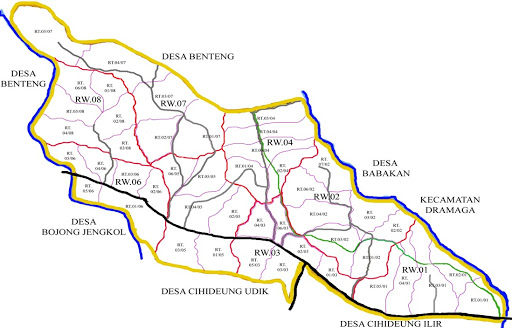 RT.05/07
DESA BENTENG
RT.04/07
DESA
BENTENG
RT.
06/08
RT.
01/08
RT.03/07
RW.08
RW.07
RT.05/08
RT.
02/08
RT.03/04
RT.
04/08
RT.02/07
RT.01/07
RT.04/04
RW.04
RT.
03/06
RT.
04/06
RT.03/08
RT.01/04
RT.
02/04
RT.
07/02
DESA
BABAKAN
RW.06
RT.
02/06
RT.03/05
RT.06/02
RW.02
KECAMATAN
DRAMAGA
RT.
05/06
RT.01/06
RT.04/05
RT.
02/05
RT.
04/03
RT.04/02
RT.
03/02
RT.
02/02
DESA
BOJONG JENGKOL
RT.
03/05
RT.
01/05
RT.
05/03
RW.03
RT.
03/03
RT.
02/03
RT.
01/03
RW.01
RT.05/01
RT.
04/01
RT.03/01
RT.02/01
RT.01/01
DESA CIHIDEUNG UDIK
DESA CIHIDEUNG ILIR